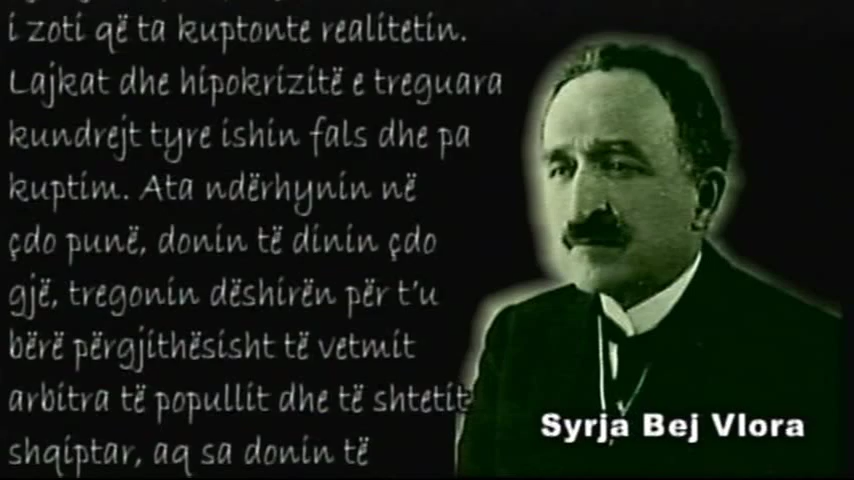 i zoti që ta kuptonte realitetin.
Lajkat dhe hipokrizitë e treguara
kundrejt tyre ishin fals dhe pa
kuptim. Ata ndërhynin në
çdo punë, donin të dinin çdo
gjë, tregonin dëshirën për t'u
bërë përgjithësisht të vetmit
arbitra të popullit dhe të shtetit
shqiptar, aq sa donin të
Syrja Bej Vlora